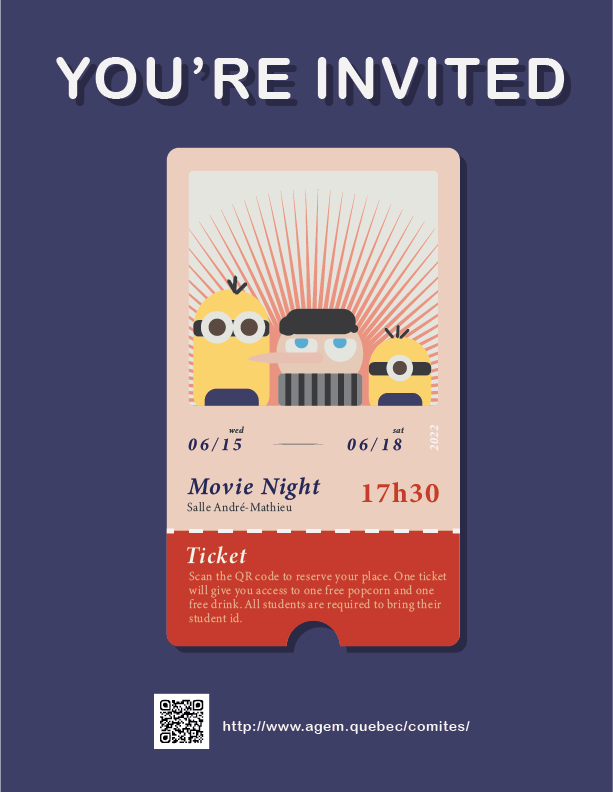 YOU'RE INVITED
wed
sat
06/15
06/18
2022
Movie Night
17h30
Salle André-Mathieu
Ticket
Scan the QR code to reserve your place. One ticket
will give you access to one free popcorn and one
free drink. All students are required to bring their
student id.
http://www.agem.quebec/comites/